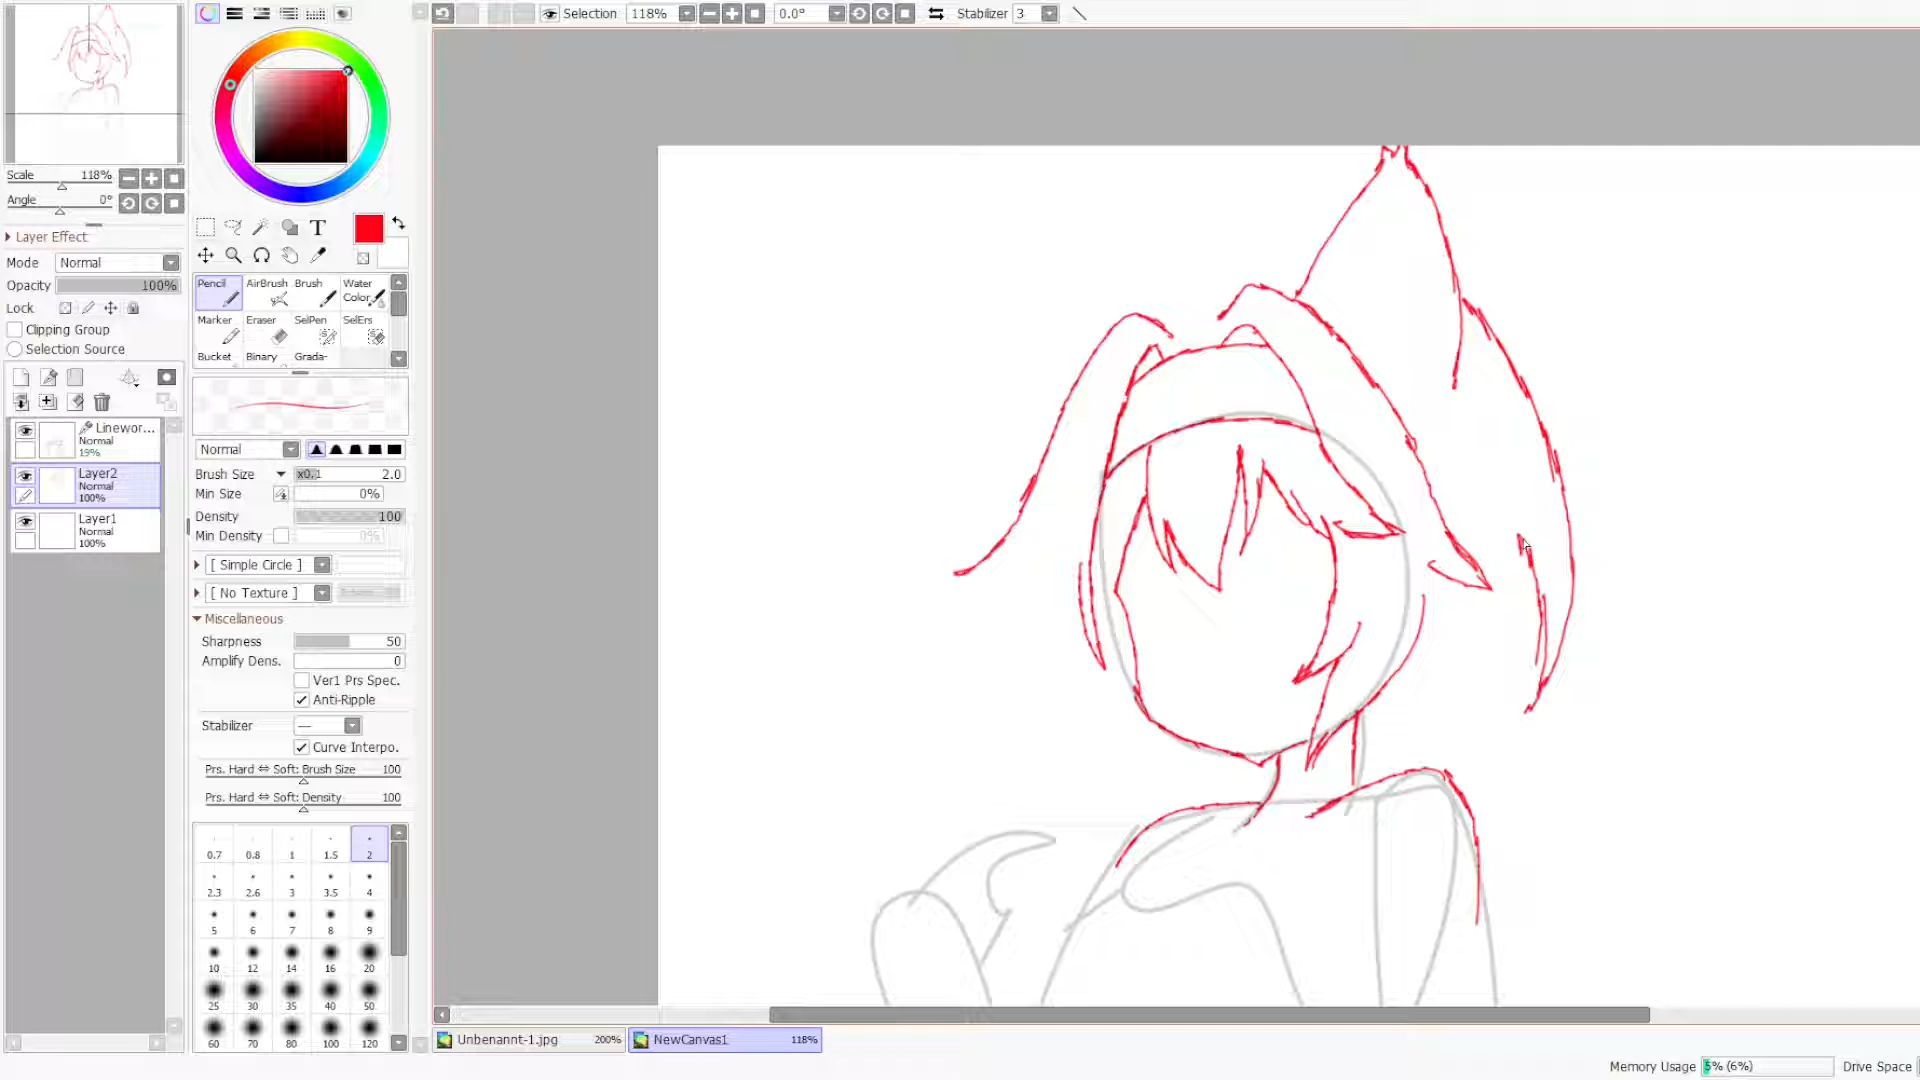 Selection 118% 0.0° Stabilizer 3
Scale 118%
Angle 0°
Layer Effect
Mode Normal
Opacity 100%
Lock
Clipping Group
Selection Source
Linewor...
Normal
19%
Layer2
Normal
100%
Layer1
Normal
100%
T
Pencil AirBrush Brush Water Color
Marker Eraser SelPen SelErs
Bucket Binary Grada-
Normal
Brush Size x0.1 2.0
Min Size 0%
Density 100
Min Density 0%
[ Simple Circle ]
[ No Texture ]
Miscellaneous
Sharpness 50
Amplify Dens. 0
Ver1 Prs Spec.
Anti-Ripple
Stabilizer
Curve Interpo.
Prs. Hard ⇔ Soft: Brush Size 100
Prs. Hard ⇔ Soft: Density 100
0.7 0.8 1 1.5 2
2.3 2.6 3 3.5 4
5 6 7 8 9
10 12 14 16 20
25 30 35 40 50
60 70 80 100 120
Unbenannt-1.jpg 200% NewCanvas1 118%
Memory Usage 5% (6%) Drive Space